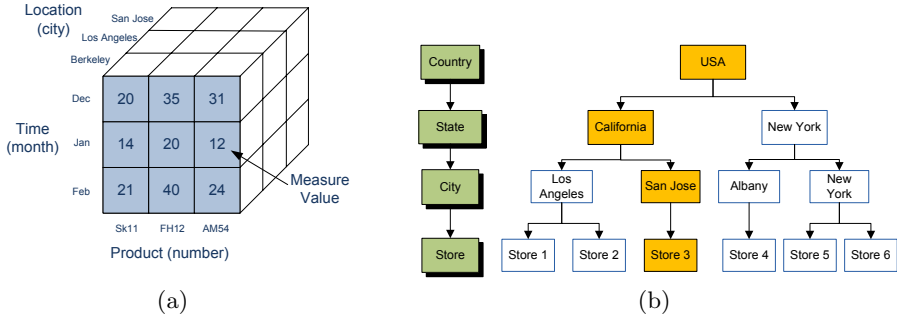 Location
(city)
San Jose
Los Angeles
Berkeley
Dec
20 35 31
Time
(month)
Jan
14 20 12
Feb
21 40 24
Measure
Value
Sk11 FH12 AM54
Product (number)
(a)
Country
USA
State
California
New York
City
Los
Angeles
San Jose
Albany
New
York
Store
Store 1
Store 2
Store 3
Store 4
Store 5
Store 6
(b)